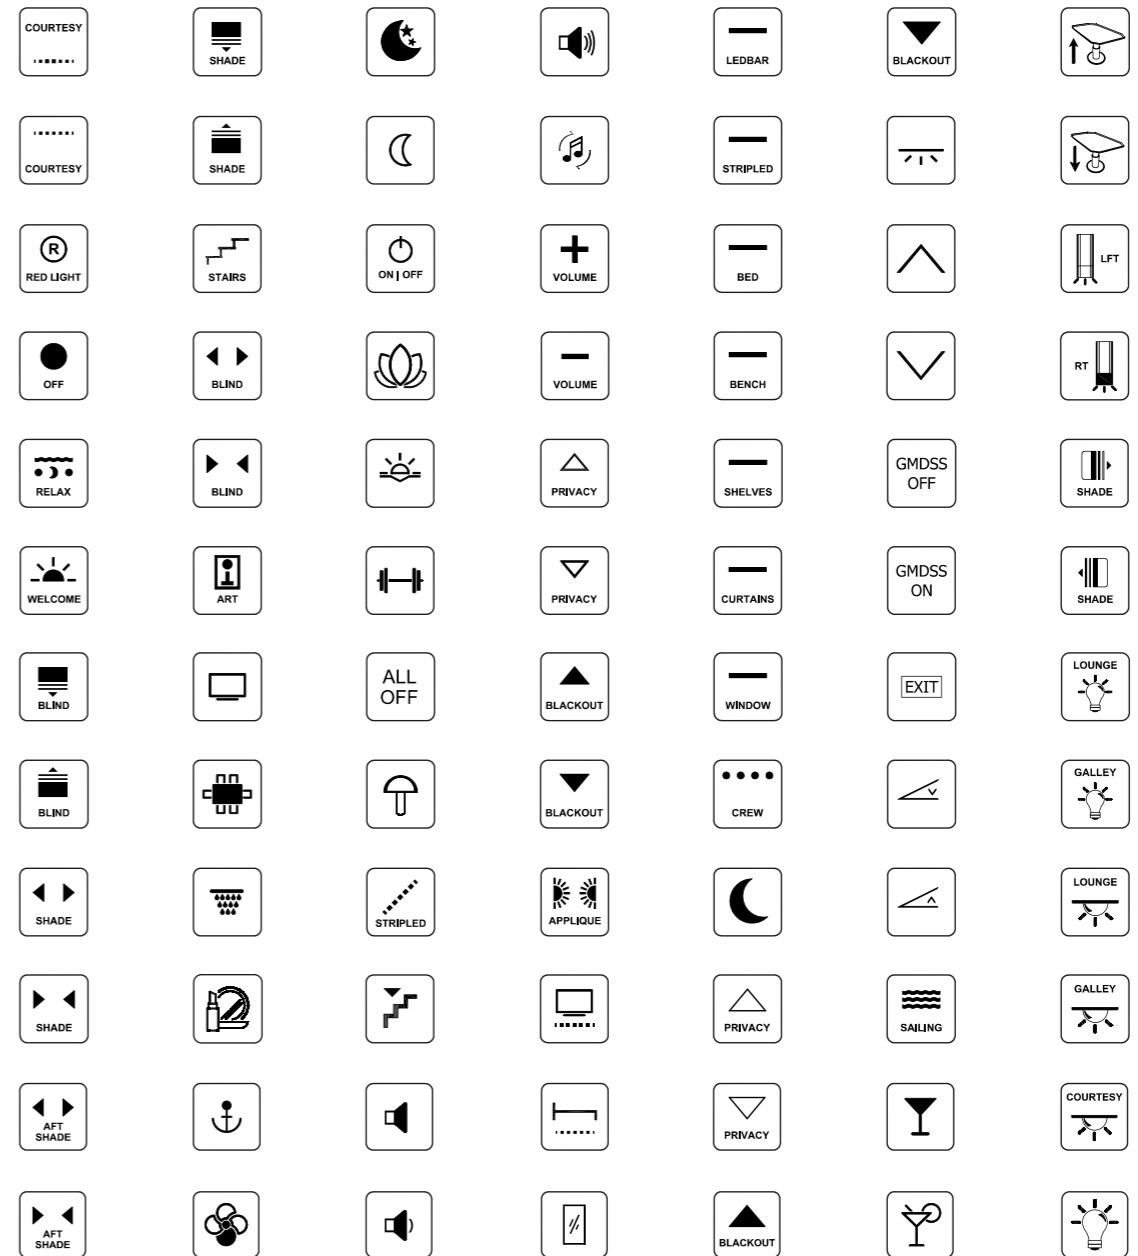 COURTESY
SHADE
LEDBAR
BLACKOUT
COURTESY
SHADE
STRIPLED
R
RED LIGHT
STAIRS
ON | OFF
VOLUME
BED
LFT
OFF
BLIND
VOLUME
BENCH
RT
RELAX
BLIND
PRIVACY
SHELVES
GMDSS
OFF
SHADE
WELCOME
ART
PRIVACY
CURTAINS
GMDSS
ON
SHADE
BLIND
ALL
OFF
BLACKOUT
WINDOW
EXIT
LOUNGE
BLIND
BLACKOUT
CREW
GALLEY
SHADE
STRIPLED
APPLIQUE
LOUNGE
SHADE
PRIVACY
SAILING
GALLEY
AFT
SHADE
PRIVACY
COURTESY
AFT
SHADE
BLACKOUT